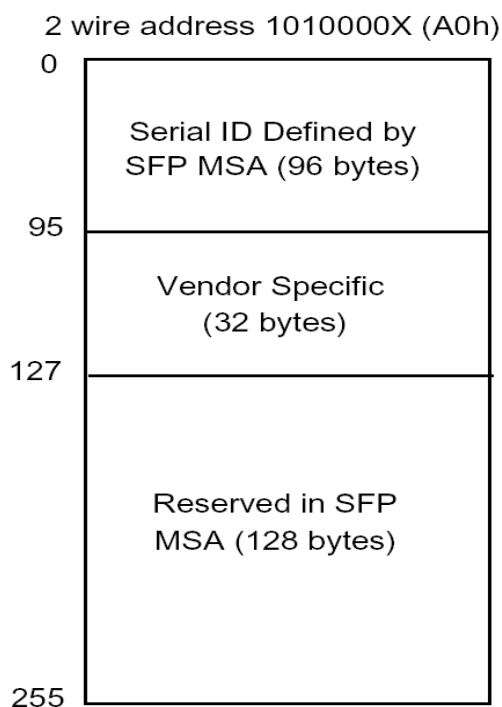 2 wire address 1010000X (A0h)
0
Serial ID Defined by
SFP MSA (96 bytes)
95
Vendor Specific
(32 bytes)
127
Reserved in SFP
MSA (128 bytes)
255